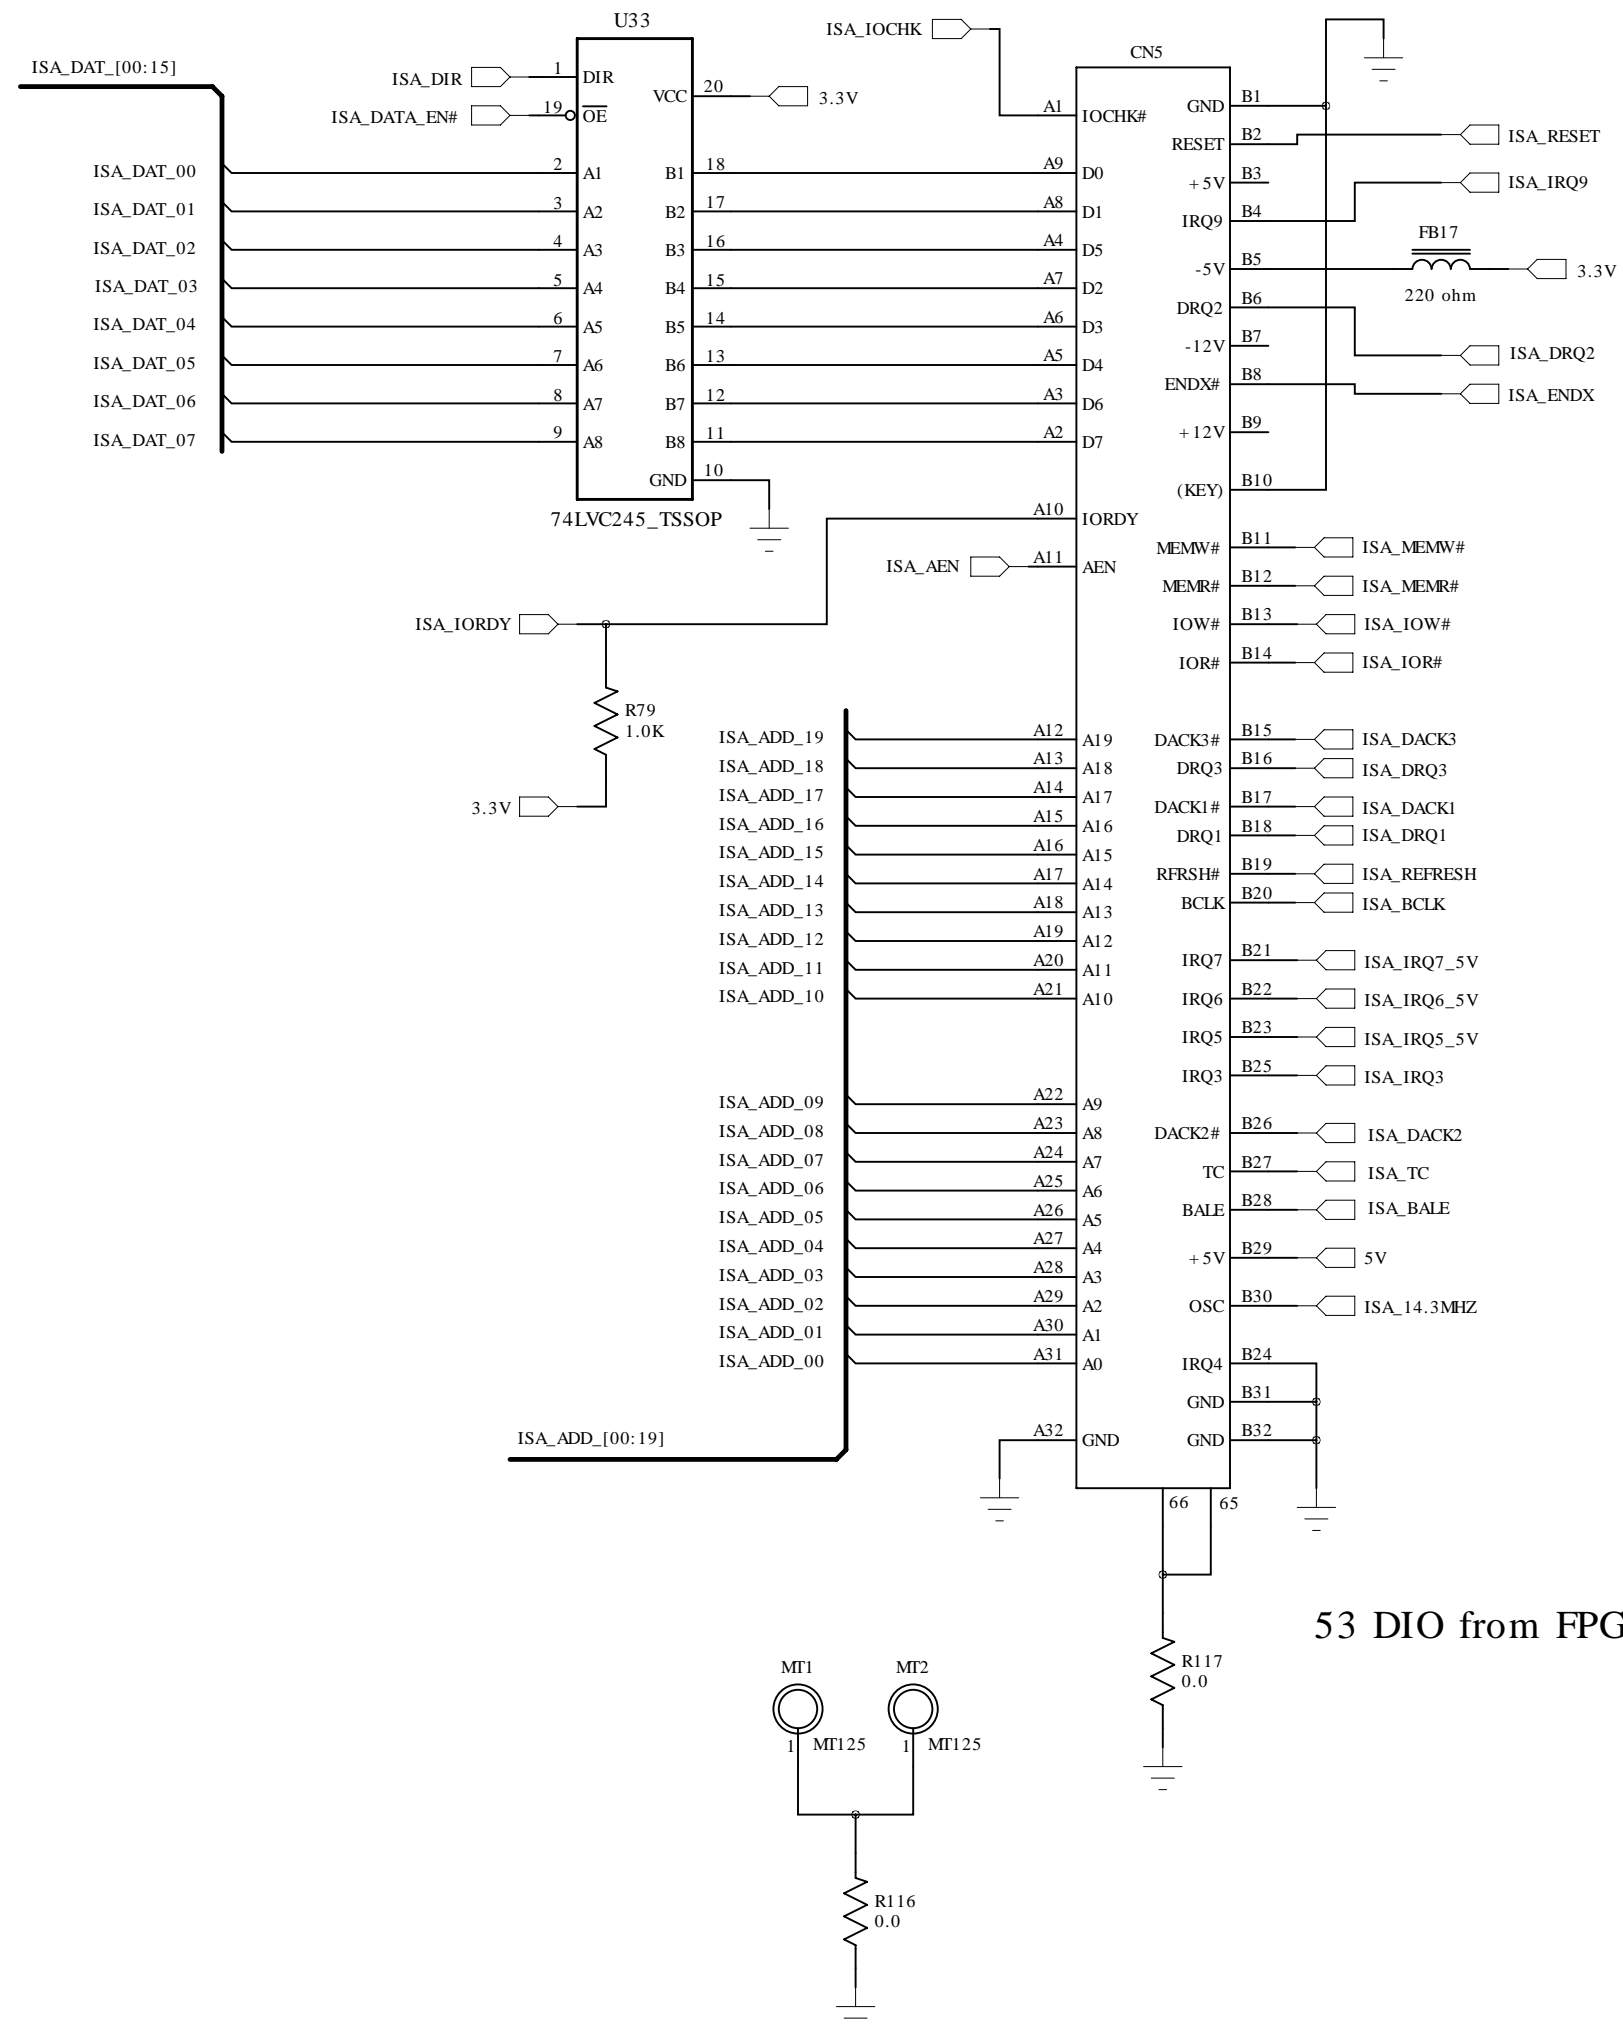 U33
ISA_IOCHK
CN5
ISA_DAT_[00:15]
ISA_DIR 1 DIR
VCC 20 3.3V
ISA_DATA_EN# 19 OE
A1 IOCHK#
GND B1
RESET B2 ISA_RESET
+5V B3
ISA_IRQ9
IRQ9 B4
ISA_DAT_00 2 A1 B1 18 A9 D0
ISA_DAT_01 3 A2 B2 17 A8 D1
ISA_DAT_02 4 A3 B3 16 A4 D5
ISA_DAT_03 5 A4 B4 15 A7 D2
ISA_DAT_04 6 A5 B5 14 A6 D3
ISA_DAT_05 7 A6 B6 13 A5 D4
ISA_DAT_06 8 A7 B7 12 A3 D6
ISA_DAT_07 9 A8 B8 11 A2 D7
GND 10
74LVC245_TSSOP
FB17
-5V B5 3.3V
220 ohm
DRQ2 B6
-12V B7 ISA_DRQ2
ENDX# B8 ISA_ENDX
+12V B9
(KEY) B10
A10 IORDY
ISA_AEN A11 AEN
ISA_IORDY
R79
1.0K
3.3V
MEMW# B11 ISA_MEMW#
MEMR# B12 ISA_MEMR#
IOW# B13 ISA_IOW#
IOR# B14 ISA_IOR#
ISA_ADD_19 A12 A19
ISA_ADD_18 A13 A18
ISA_ADD_17 A14 A17
ISA_ADD_16 A15 A16
ISA_ADD_15 A16 A15
ISA_ADD_14 A17 A14
ISA_ADD_13 A18 A13
ISA_ADD_12 A19 A12
ISA_ADD_11 A20 A11
ISA_ADD_10 A21 A10
DACK3# B15 ISA_DACK3
DRQ3 B16 ISA_DRQ3
DACK1# B17 ISA_DACK1
DRQ1 B18 ISA_DRQ1
RFRSH# B19 ISA_REFRESH
BCLK B20 ISA_BCLK
IRQ7 B21 ISA_IRQ7_5V
IRQ6 B22 ISA_IRQ6_5V
IRQ5 B23 ISA_IRQ5_5V
IRQ3 B25 ISA_IRQ3
ISA_ADD_09 A22 A9
ISA_ADD_08 A23 A8
ISA_ADD_07 A24 A7
ISA_ADD_06 A25 A6
ISA_ADD_05 A26 A5
ISA_ADD_04 A27 A4
ISA_ADD_03 A28 A3
ISA_ADD_02 A29 A2
ISA_ADD_01 A30 A1
ISA_ADD_00 A31 A0
DACK2# B26 ISA_DACK2
TC B27 ISA_TC
BALE B28 ISA_BALE
+5V B29 5V
OSC B30 ISA_14.3MHZ
IRQ4 B24
GND B31
GND B32
ISA_ADD_[00:19]
A32 GND
66 65
53 DIO from FPG
R117
0.0
MT1 MT2
1 MT125 1 MT125
R116
0.0